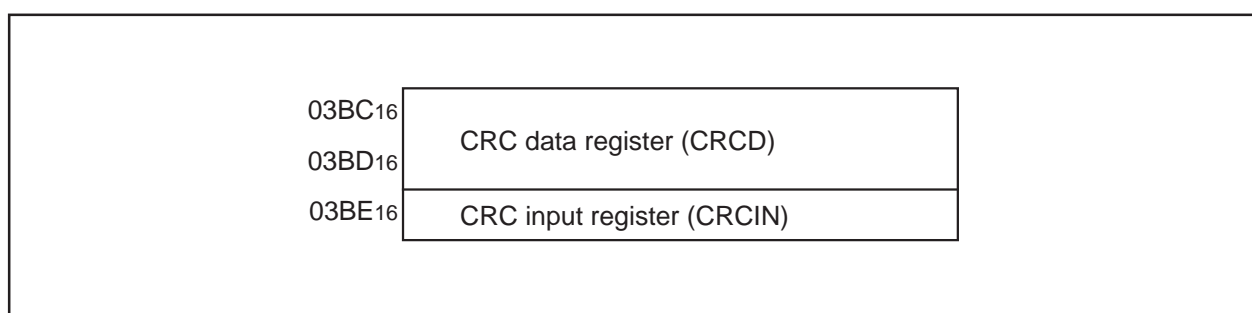 03BC16
CRC data register (CRCD)
03BD16
03BE16 CRC input register (CRCIN)